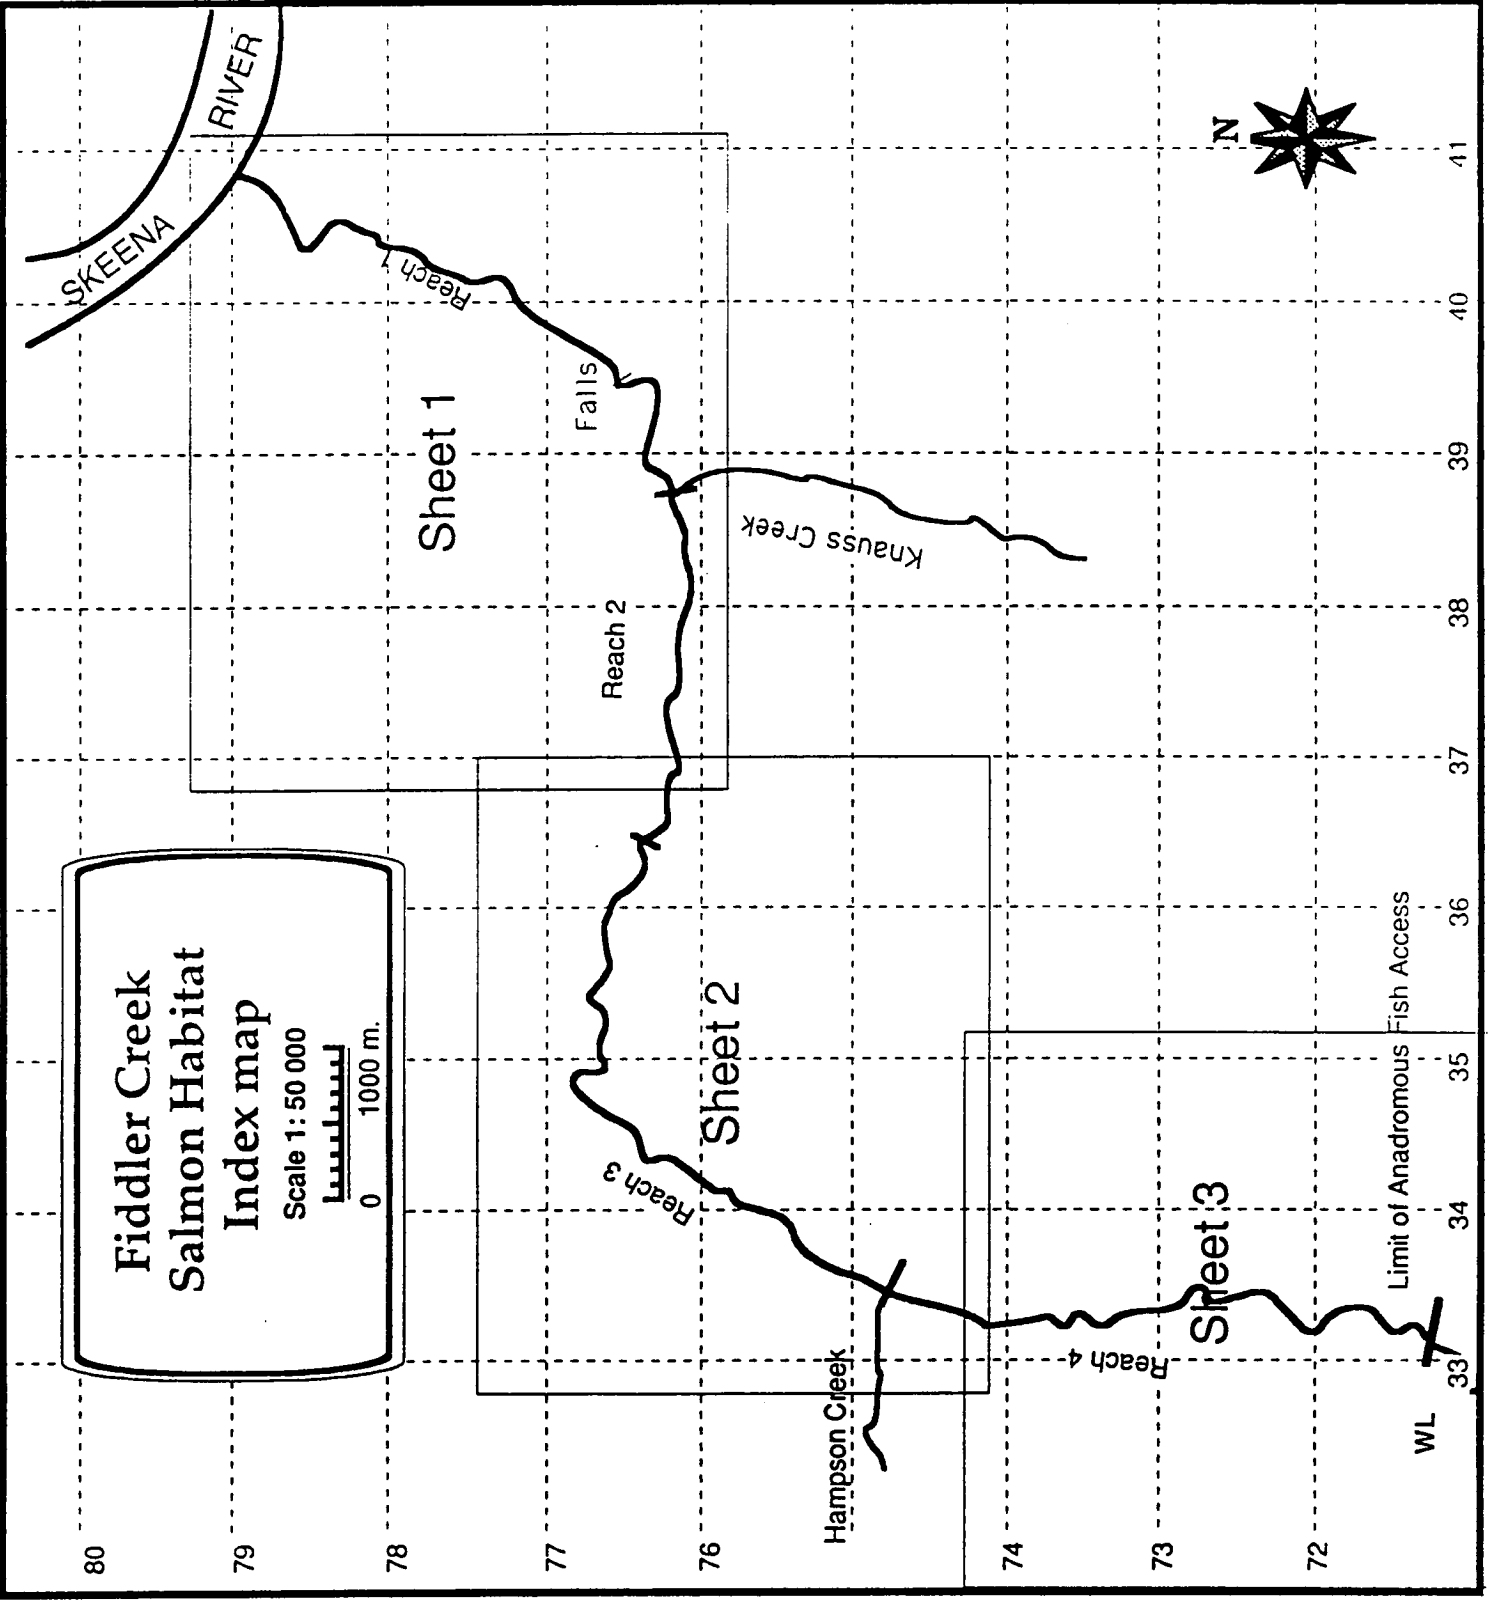 Fiddler Creek
Salmon Habitat
Index map
Scale 1: 50 000
0 1000 m.
SKEENA RIVER
Reach 1
Falls
Sheet 1
Knauss Creek
Reach 2
Sheet 2
Reach 3
Hampson Creek
Sheet 3
Reach 4
Limit of Anadromous Fish Access
WL
N
80
79
78
77
76
74
73
72
33
34
35
36
37
38
39
40
41